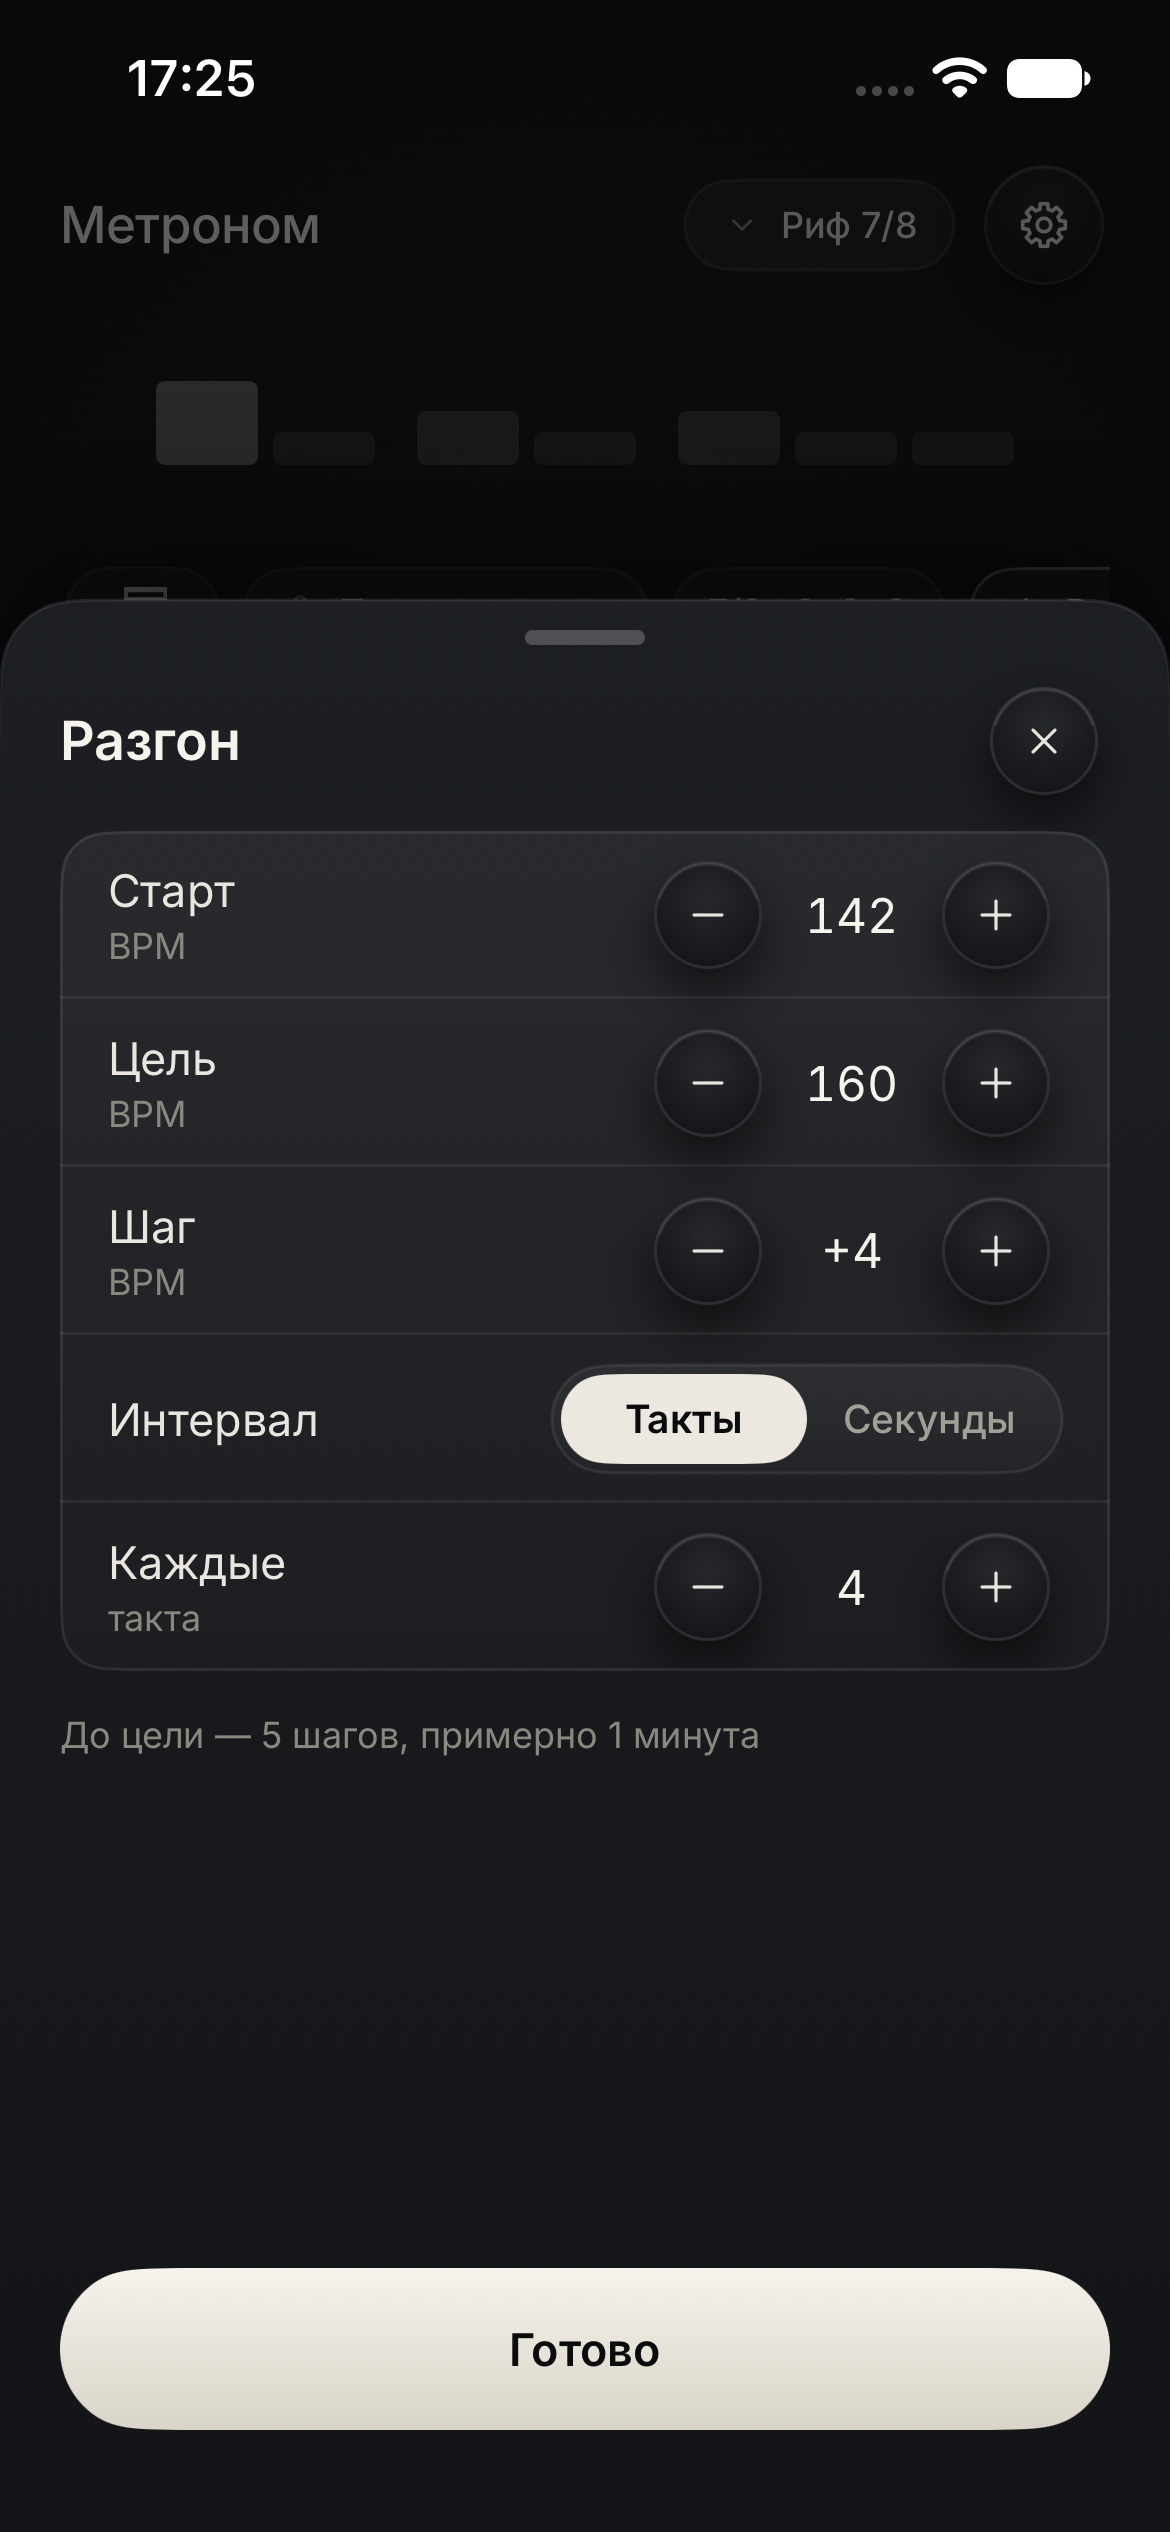 17:25
Метроном
Риф 7/8
Разгон
Старт
BPM
142
Цель
BPM
160
Шаг
BPM
+4
Интервал
Такты
Секунды
Каждые
такта
4
До цели — 5 шагов, примерно 1 минута
Готово